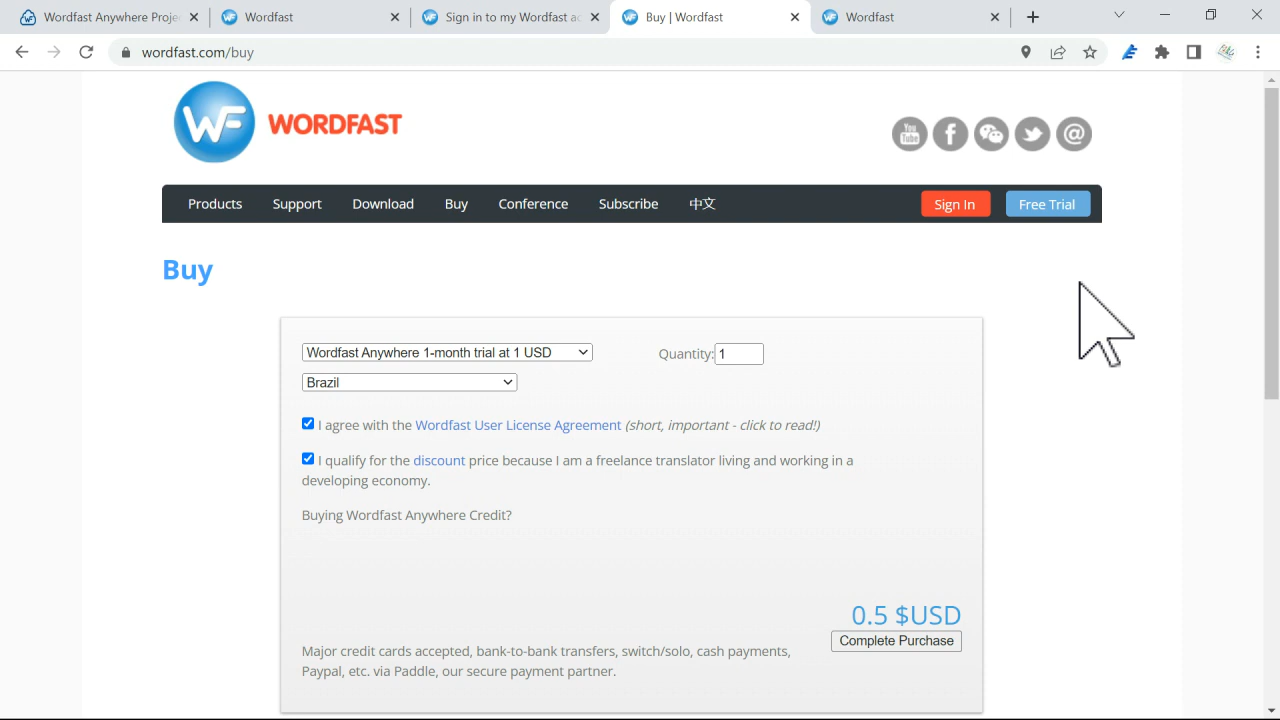 Wordfast Anywhere Proje
Wordfast
Sign in to my Wordfast ac
Buy | Wordfast
Wordfast
wordfast.com/buy
WF WORDFAST
You Tube
Products Support Download Buy Conference Subscribe 中文 Sign In Free Trial
Buy
Wordfast Anywhere 1-month trial at 1 USD
Quantity: 1
Brazil
I agree with the Wordfast User License Agreement (short, important - click to read!)
I qualify for the discount price because I am a freelance translator living and working in a
developing economy.
Buying Wordfast Anywhere Credit?
0.5 $USD
Complete Purchase
Major credit cards accepted, bank-to-bank transfers, switch/solo, cash payments,
Paypal, etc. via Paddle, our secure payment partner.